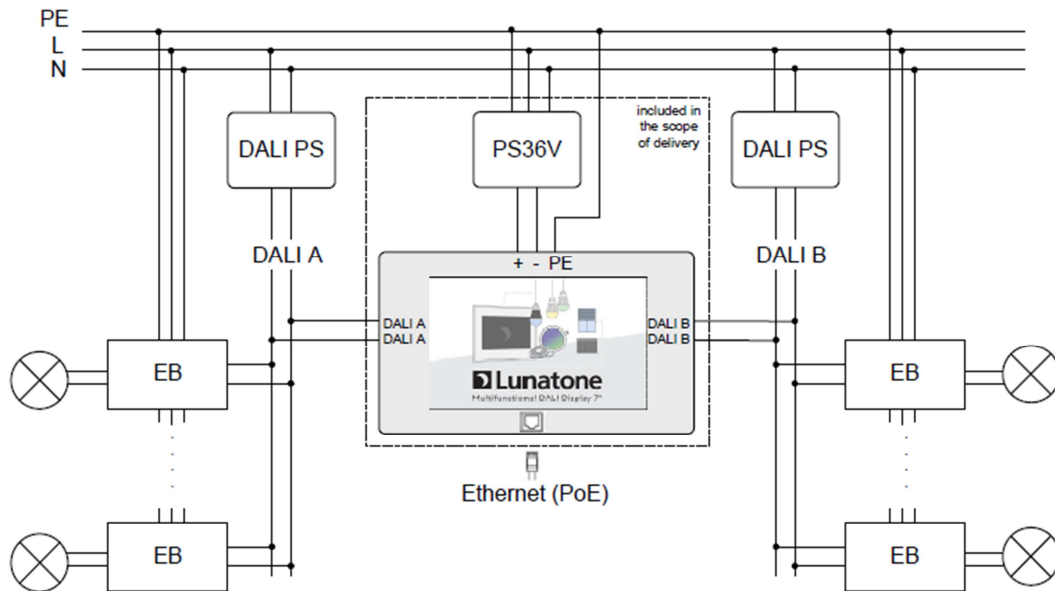 PE
L
N
included in
the scope
of delivery
DALI PS
PS36V
DALI PS
DALI A
DALI B
+ - PE
DALI A
DALI A
DALI B
DALI B
EB
EB
Lunatone
Multifunctional DALI Display 7"
Ethernet (PoE)
EB
EB